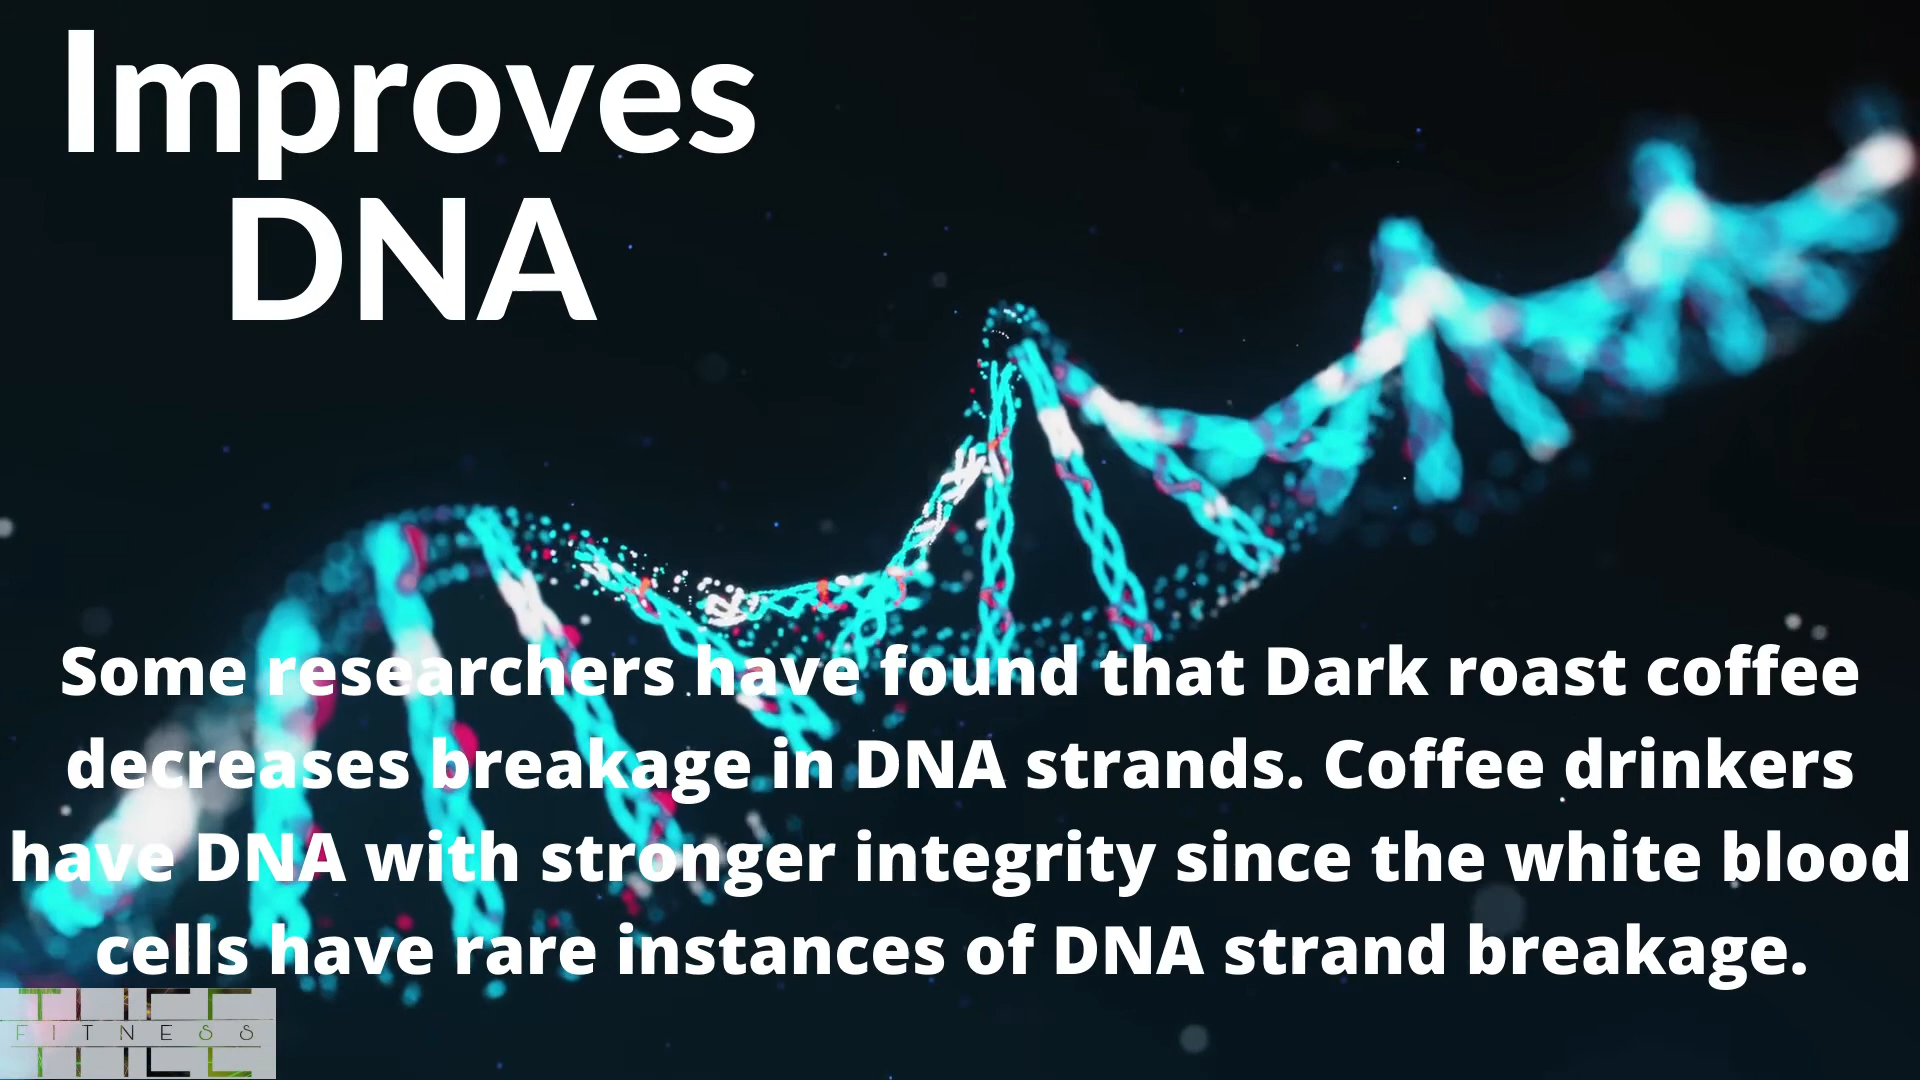 Improves
DNA
Some researchers have found that Dark roast coffee
decreases breakage in DNA strands. Coffee drinkers
have DNA with stronger integrity since the white blood
cells have rare instances of DNA strand breakage.
FITNESS